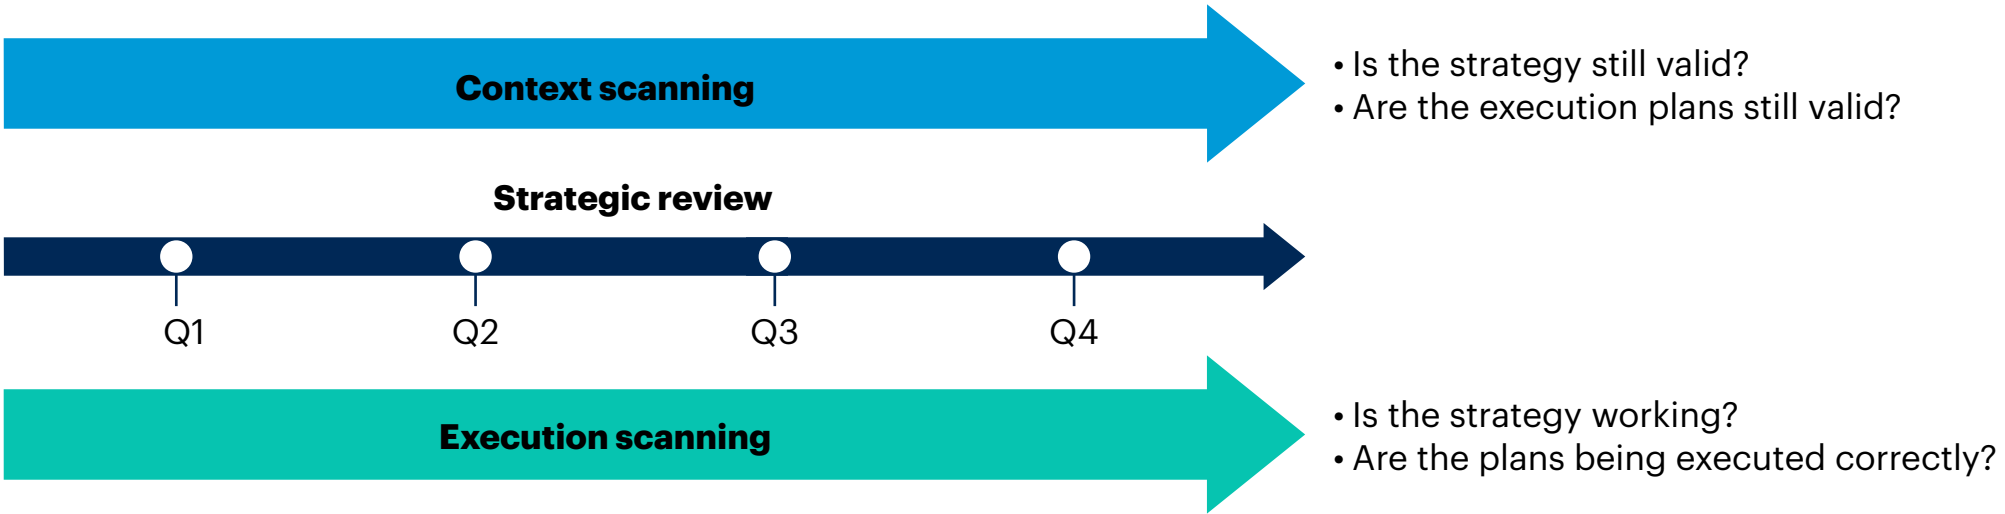 Context scanning
• Is the strategy still valid?
• Are the execution plans still valid?
Strategic review
Q1 Q2 Q3 Q4
Execution scanning
• Is the strategy working?
• Are the plans being executed correctly?